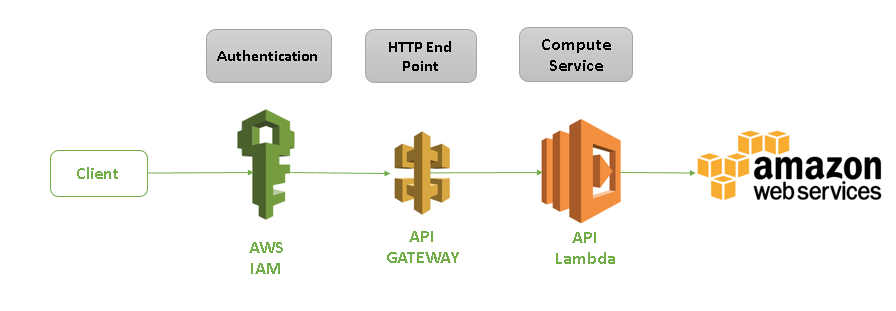 Authentication
HTTP End
Point
Compute
Service
Client
AWS
IAM
API
GATEWAY
API
Lambda
amazon
web services